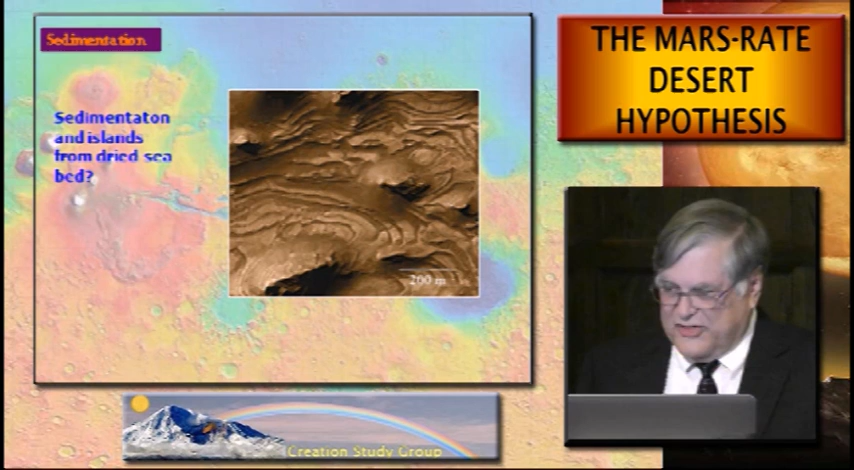 Sedimentation
Sedimentaton
and islands
from dried sea
bed?
200 m
THE MARS-RATE
DESERT
HYPOTHESIS
Creation Study Group